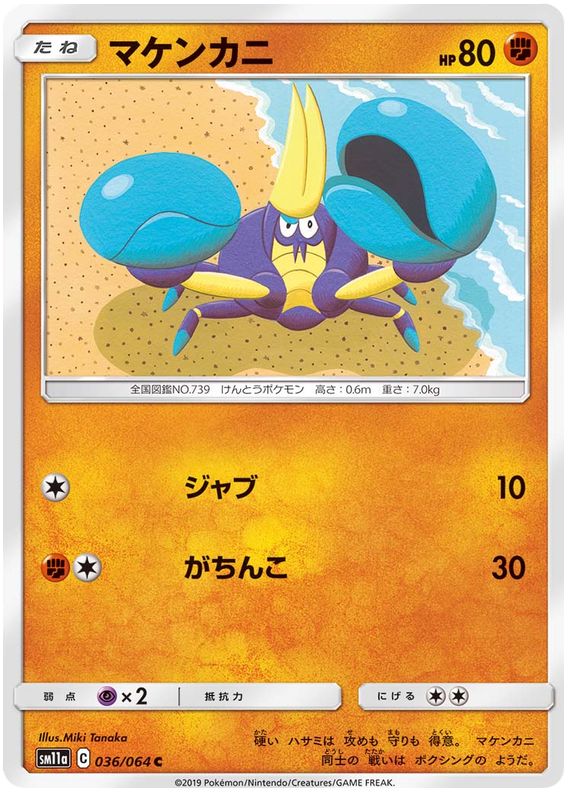 たね マケンカニ HP80
全国図鑑NO.739 けんとうポケモン 高さ:0.6m 重さ:7.0kg
ジャブ 10
がちんこ 30
弱点 ×2 抵抗力 にげる
Illus.Miki Tanaka
硬い ハサミは 攻めも 守りも 得意。 マケンカニ
同士の 戦いは ボクシングの ようだ。
sm11a C 036/064 C
©2019 Pokémon/Nintendo/Creatures/GAME FREAK.